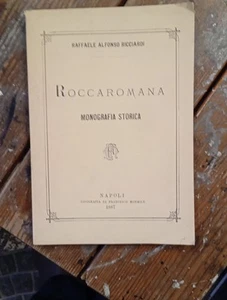 RAFFAELE ALFONSO RICCIARDI
ROCCAROMANA
MONOGRAFIA STORICA
NAPOLI